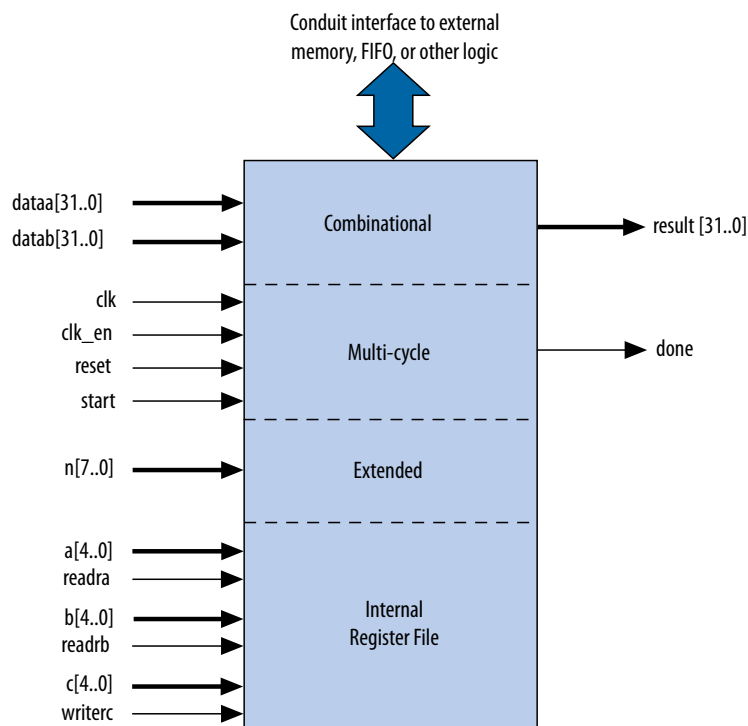 Conduit interface to external
memory, FIFO, or other logic
dataa[31..0]
datab[31..0]
Combinational
result [31..0]
clk
clk_en
reset
start
Multi-cycle
done
n[7..0]
Extended
a[4..0]
readra
b[4..0]
readrb
c[4..0]
writerc
Internal
Register File